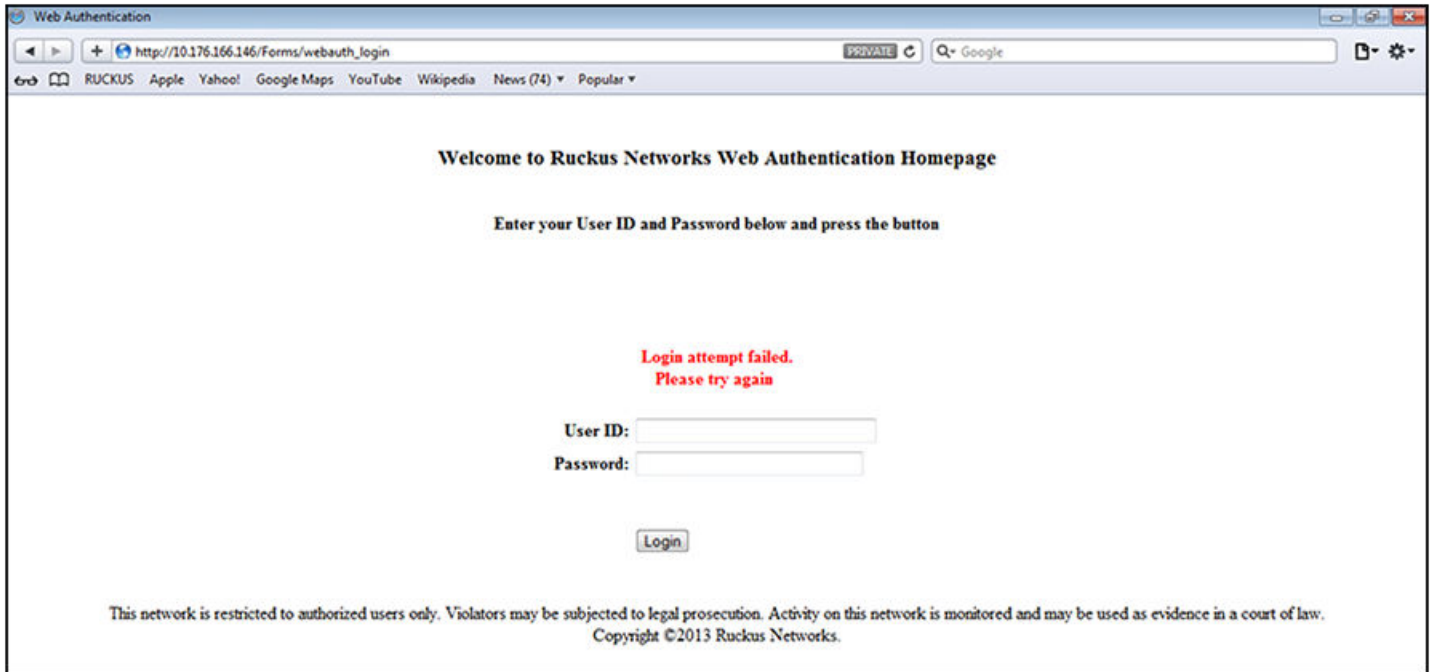 Web Authentication
http://10.176.166.146/Forms/webauth_login PRIVATE Google
RUCKUS Apple Yahoo! Google Maps YouTube Wikipedia News (74) ▾ Popular ▾
Welcome to Ruckus Networks Web Authentication Homepage
Enter your User ID and Password below and press the button
Login attempt failed.
Please try again
User ID:
Password:
Login
This network is restricted to authorized users only. Violators may be subjected to legal prosecution. Activity on this network is monitored and may be used as evidence in a court of law.
Copyright ©2013 Ruckus Networks.